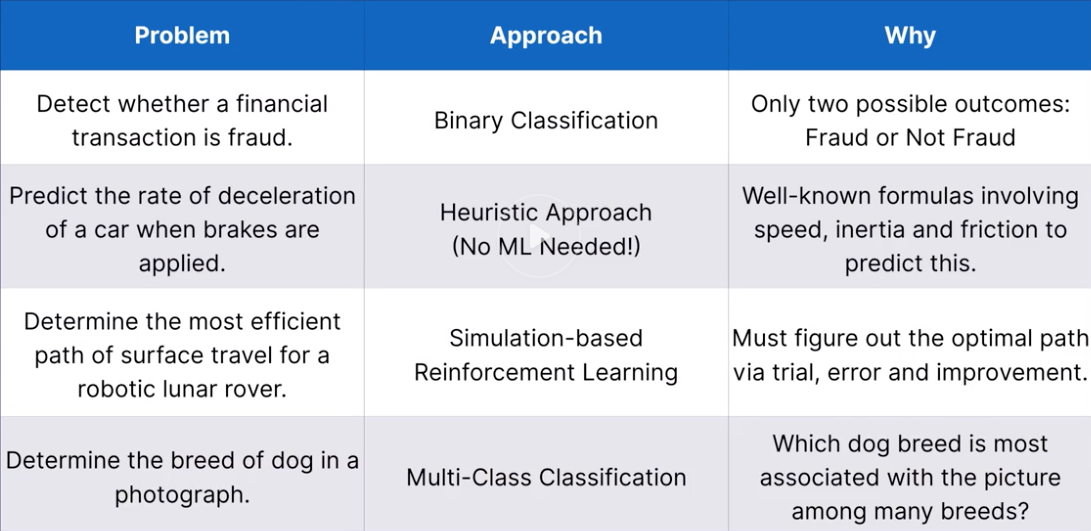 Problem
Approach
Why
Detect whether a financial
transaction is fraud.
Binary Classification
Only two possible outcomes:
Fraud or Not Fraud
Predict the rate of deceleration
of a car when brakes are
applied.
Heuristic Approach
(No ML Needed!)
Well-known formulas involving
speed, inertia and friction to
predict this.
Determine the most efficient
path of surface travel for a
robotic lunar rover.
Simulation-based
Reinforcement Learning
Must figure out the optimal path
via trial, error and improvement.
Determine the breed of dog in a
photograph.
Multi-Class Classification
Which dog breed is most
associated with the picture
among many breeds?